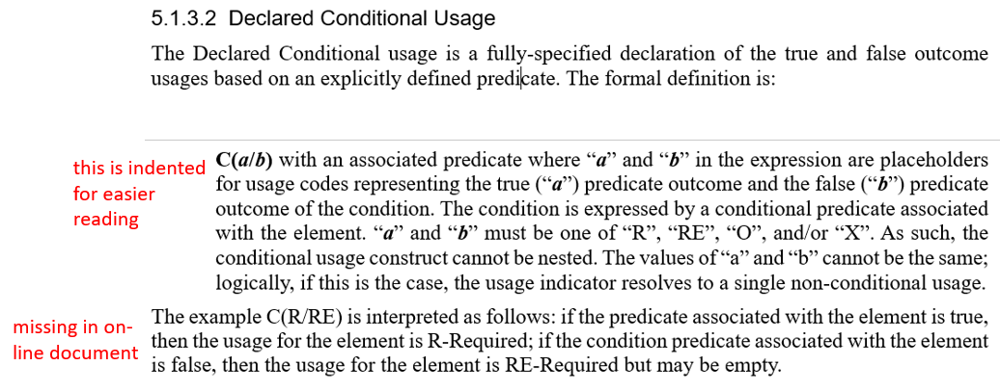 5.1.3.2 Declared Conditional Usage
The Declared Conditional usage is a fully-specified declaration of the true and false outcome
usages based on an explicitly defined predicate. The formal definition is:
this is indented
for easier
reading
C(a/b) with an associated predicate where “a” and “b” in the expression are placeholders
for usage codes representing the true (“a”) predicate outcome and the false (“b”) predicate
outcome of the condition. The condition is expressed by a conditional predicate associated
with the element. “a” and “b” must be one of “R”, “RE”, “O”, and/or “X”. As such, the
conditional usage construct cannot be nested. The values of “a” and “b” cannot be the same;
logically, if this is the case, the usage indicator resolves to a single non-conditional usage.
missing in on-
line document
The example C(R/RE) is interpreted as follows: if the predicate associated with the element is true,
then the usage for the element is R-Required; if the condition predicate associated with the element
is false, then the usage for the element is RE-Required but may be empty.